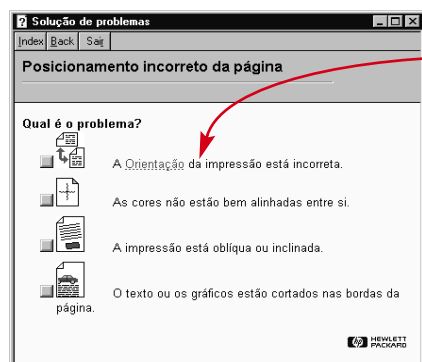 Solução de problemas
Index Back Sair
Posicionamento incorreto da página
Qual é o problema?
A Orientação da impressão está incorreta.
As cores não estão bem alinhadas entre si.
A impressão está oblíqua ou inclinada.
O texto ou os gráficos estão cortados nas bordas da
página.
HEWLETT
PACKARD